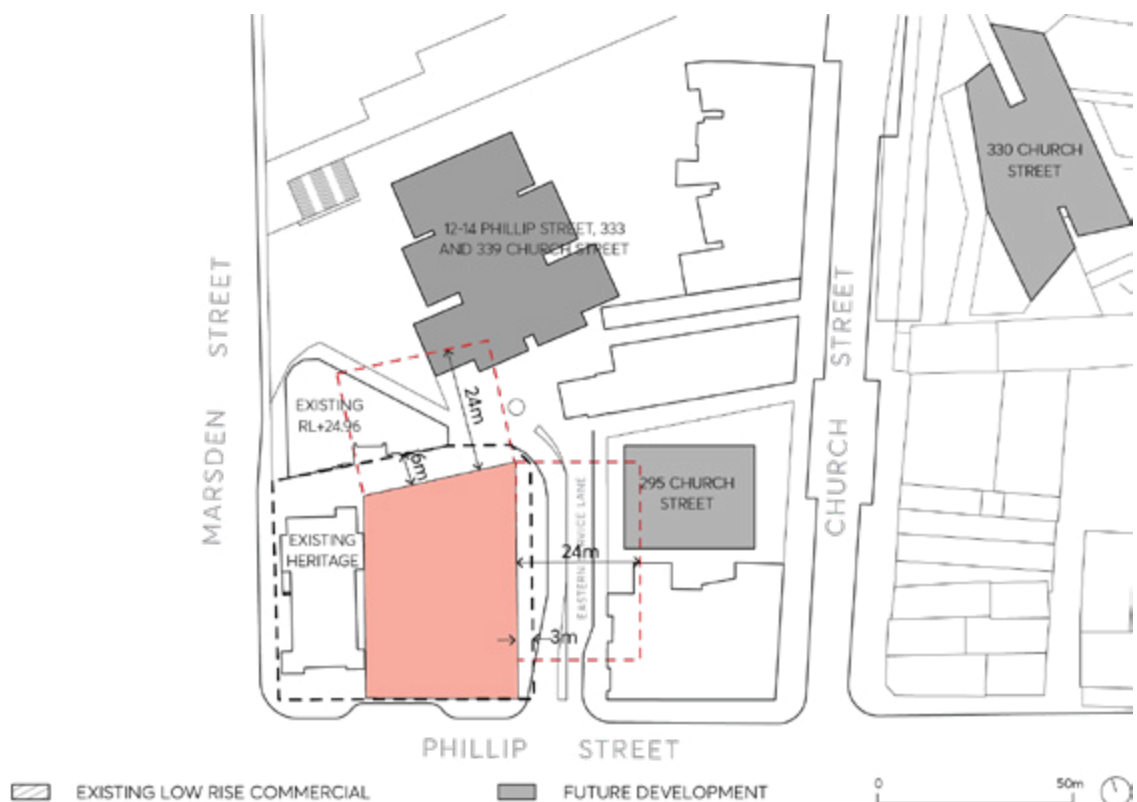 330 CHURCH
STREET
12-14 PHILLIP STREET, 333
AND 339 CHURCH STREET
MARSDEN STREET
CHURCH STREET
24m
EXISTING
RL+24.96
6m
295 CHURCH
STREET
EXISTING
HERITAGE
EASTERN SERVICE LANE
24m
3m
PHILLIP STREET
EXISTING LOW RISE COMMERCIAL
FUTURE DEVELOPMENT
0 50m